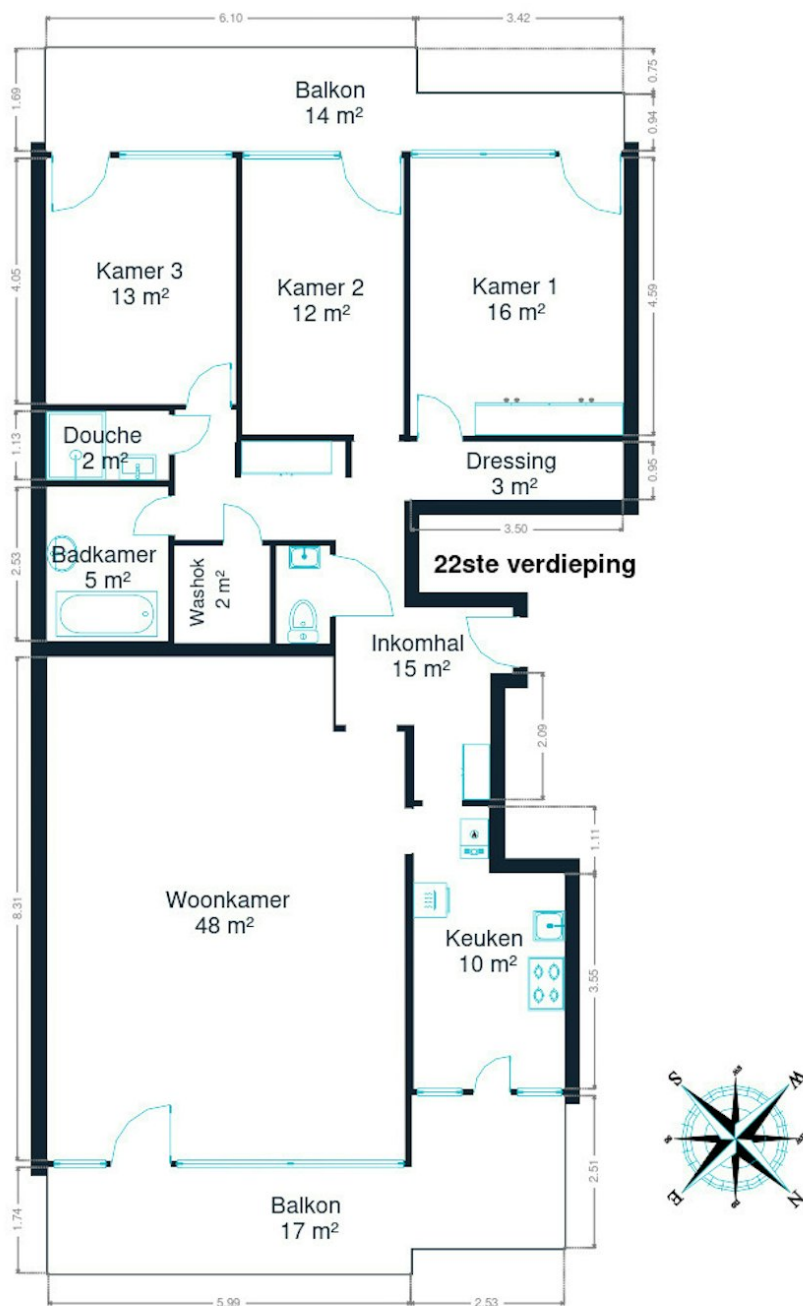 6.10
3.42
0.75
1.69
0.94
Balkon
14 m²
Kamer 3
13 m²
Kamer 2
12 m²
Kamer 1
16 m²
4.05
4.59
Douche
2 m²
1.13
Dressing
3 m²
0.95
3.50
Badkamer
5 m²
2.53
Washok
2 m²
22ste verdieping
Inkomhal
15 m²
2.09
1.11
Woonkamer
48 m²
8.31
Keuken
10 m²
3.55
S
W
E
N
2.51
Balkon
17 m²
1.74
5.99
2.53